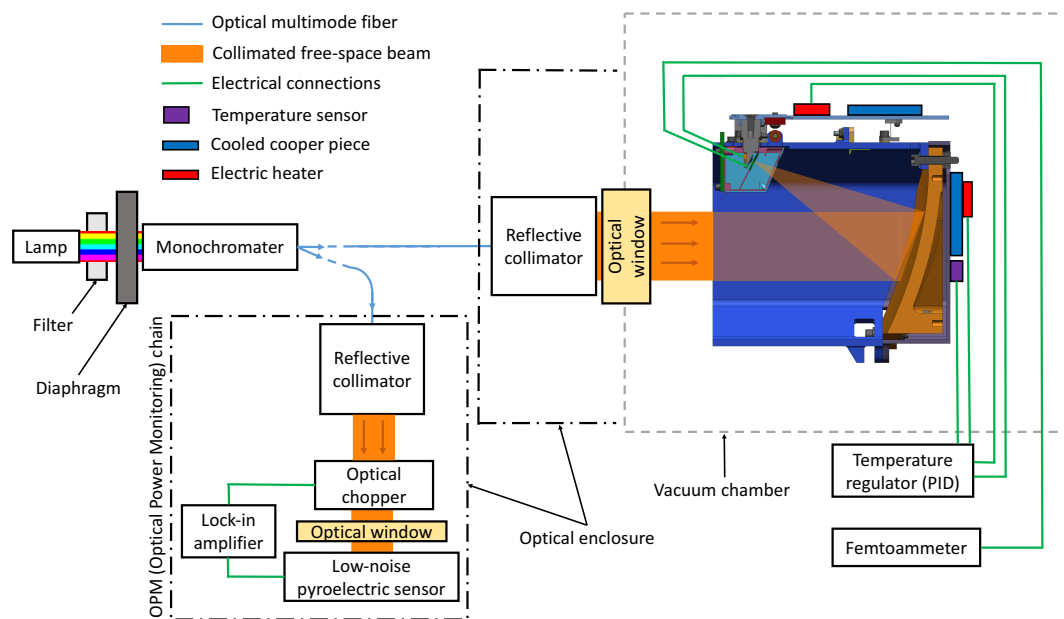 Optical multimode fiber
Collimated free-space beam
Electrical connections
Temperature sensor
Cooled cooper piece
Electric heater
Lamp
Monochromater
Filter
Diaphragm
Reflective
collimator
Optical
window
OPM (Optical Power Monitoring) chain
Reflective
collimator
Optical
chopper
Lock-in
amplifier
Optical window
Low-noise
pyroelectric sensor
Optical enclosure
Vacuum chamber
Temperature
regulator (PID)
Femtoammeter